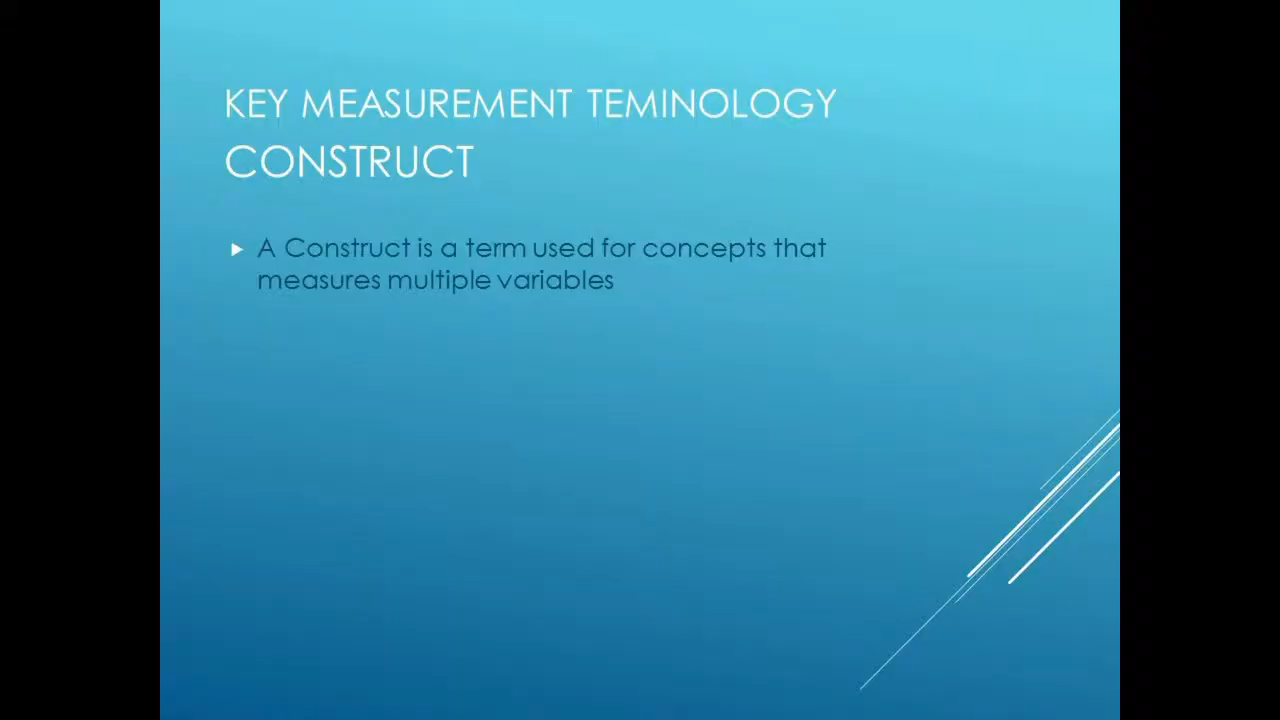 KEY MEASUREMENT TEMINOLOGY
CONSTRUCT
A Construct is a term used for concepts that
measures multiple variables